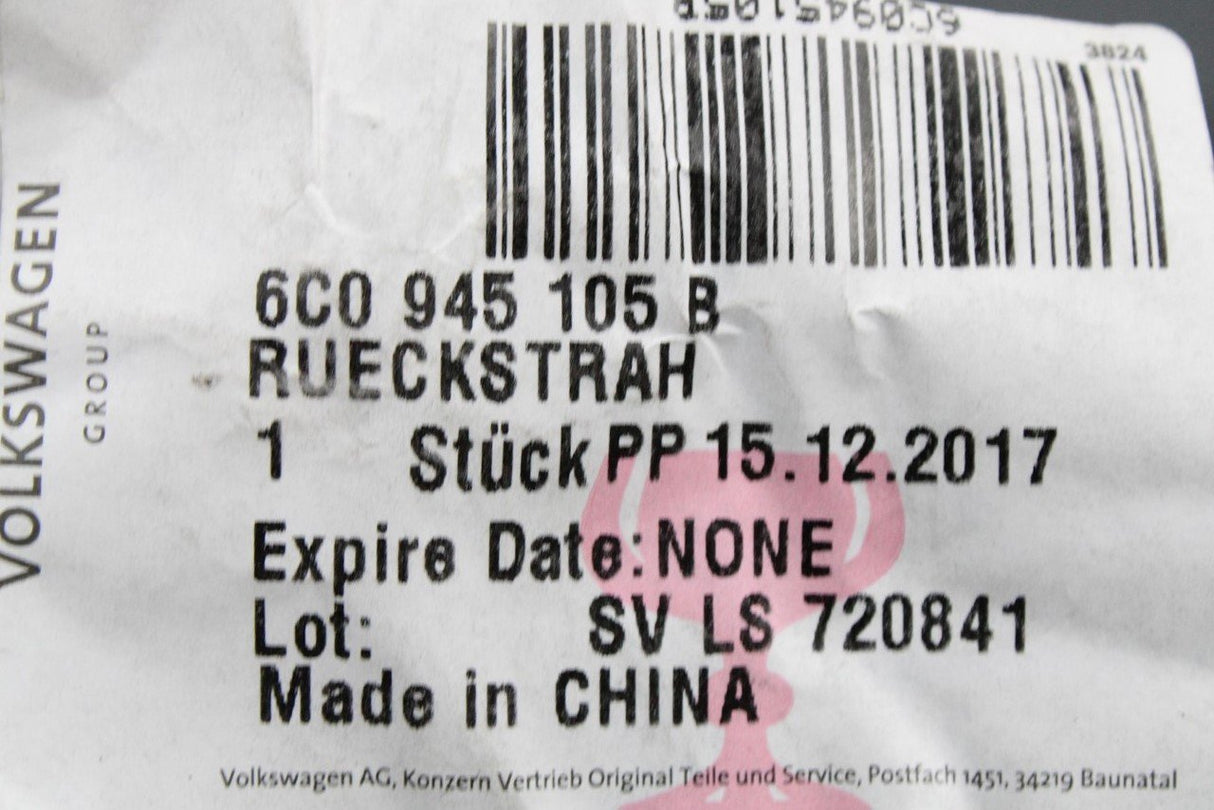 6C0945105B
3824
VOLKSWAGEN
GROUP
6C0 945 105 B
RUECKSTRAH
1 Stück PP 15.12.2017
Expire Date: NONE
Lot: SV LS 720841
Made in CHINA
Volkswagen AG, Konzern Vertrieb Original Teile und Service, Postfach 1451, 34219 Baunatal